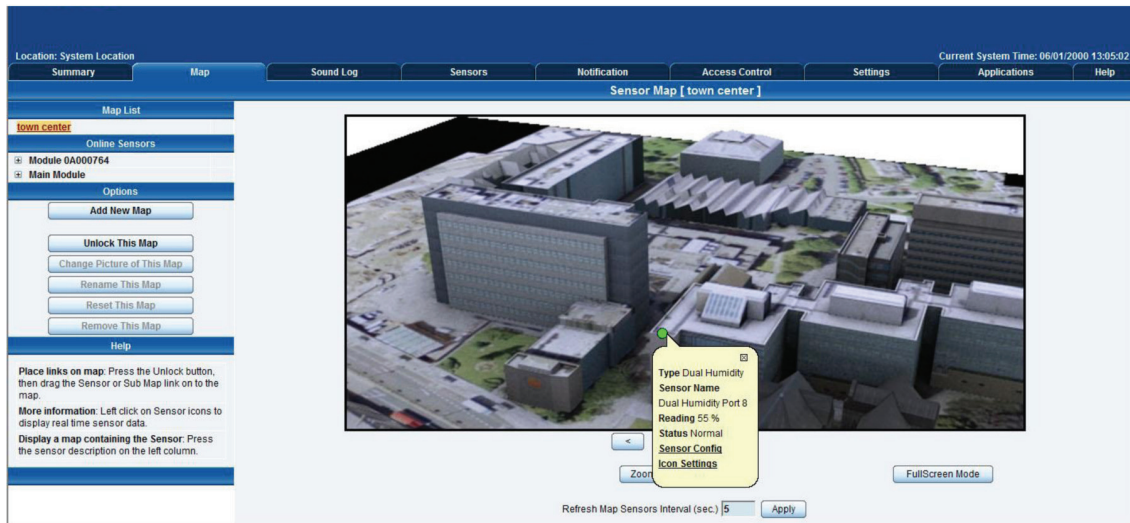 Location: System Location
Current System Time: 06/01/2000 13:05:02
Summary
Map
Sound Log
Sensors
Notification
Access Control
Settings
Applications
Help
Sensor Map [ town center ]
Map List
town center
Online Sensors
Module 0A000764
Main Module
Options
Add New Map
Unlock This Map
Change Picture of This Map
Rename This Map
Reset This Map
Remove This Map
Help
Place links on map: Press the Unlock button,
then drag the Sensor or Sub Map link on to the
map.
More information: Left click on Sensor icons to
display real time sensor data.
Display a map containing the Sensor: Press
the sensor description on the left column.
Type Dual Humidity
Sensor Name
Dual Humidity Port 8
Reading 55 %
Status Normal
Sensor Config
Icon Settings
<
Zoom
FullScreen Mode
Refresh Map Sensors Interval (sec.) 5
Apply